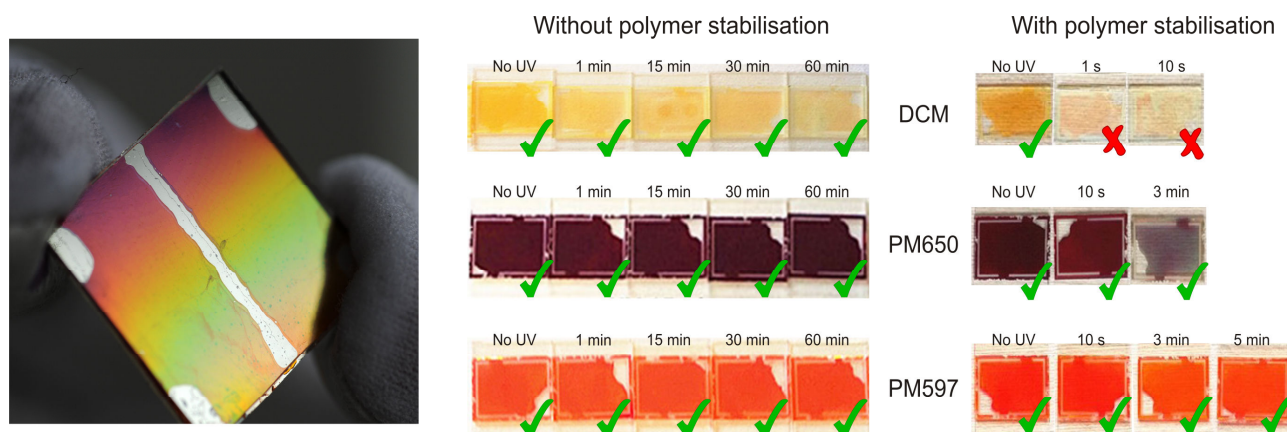 Without polymer stabilisation
With polymer stabilisation
No UV 1 min 15 min 30 min 60 min
DCM
No UV 1 s 10 s
No UV 1 min 15 min 30 min 60 min
PM650
No UV 10 s 3 min
No UV 1 min 15 min 30 min 60 min
PM597
No UV 10 s 3 min 5 min